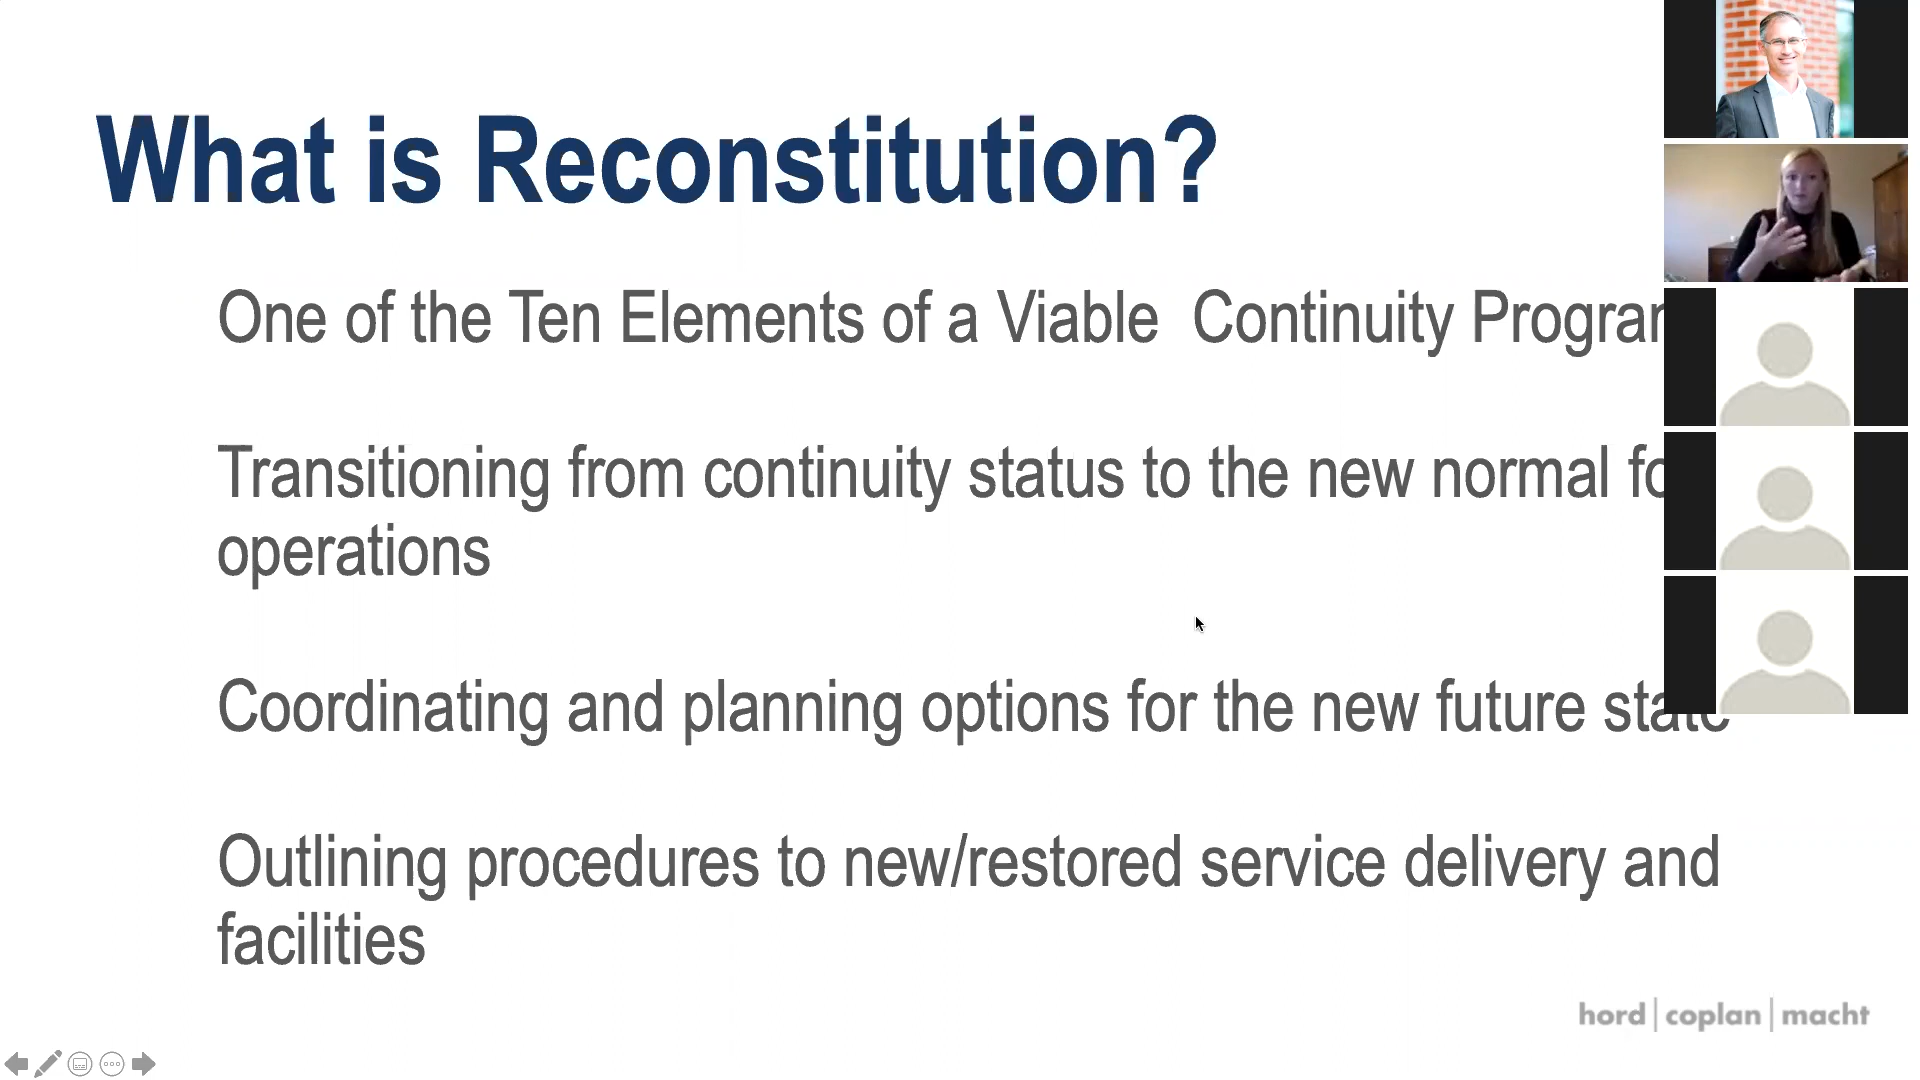 What is Reconstitution?
One of the Ten Elements of a Viable Continuity
Transitioning from continuity status to the new normal
operations
Coordinating and planning options for the new future state
Outlining procedures to new/restored service delivery and
facilities
hord | coplan | macht